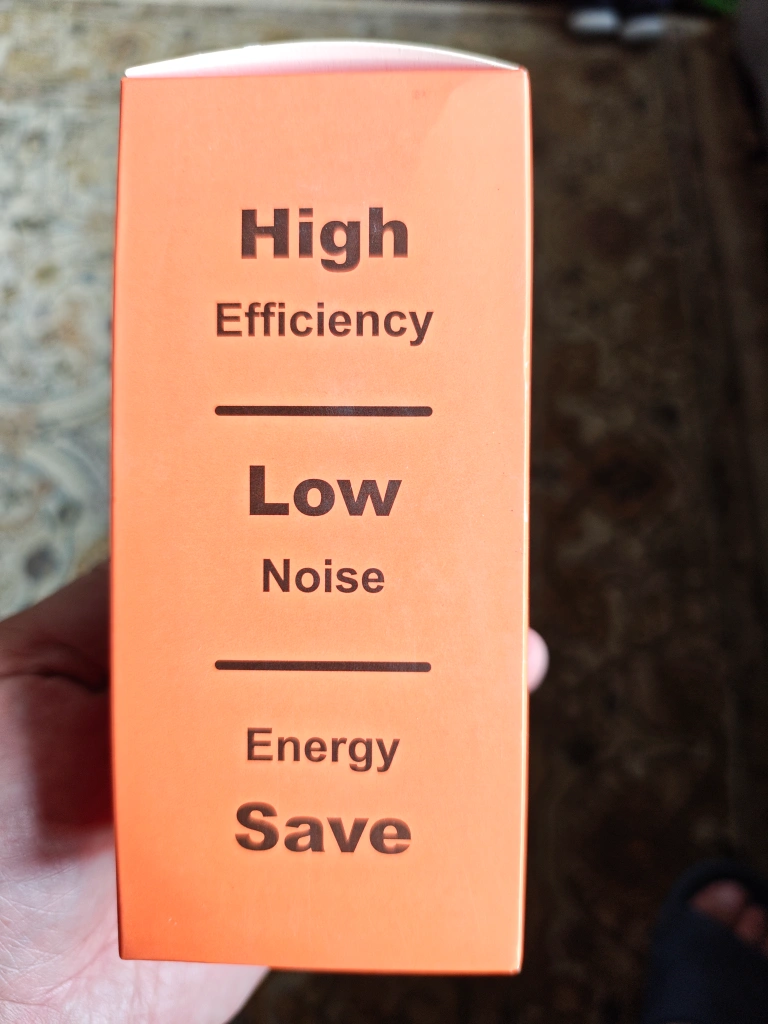 High
Efficiency
Low
Noise
Energy
Save